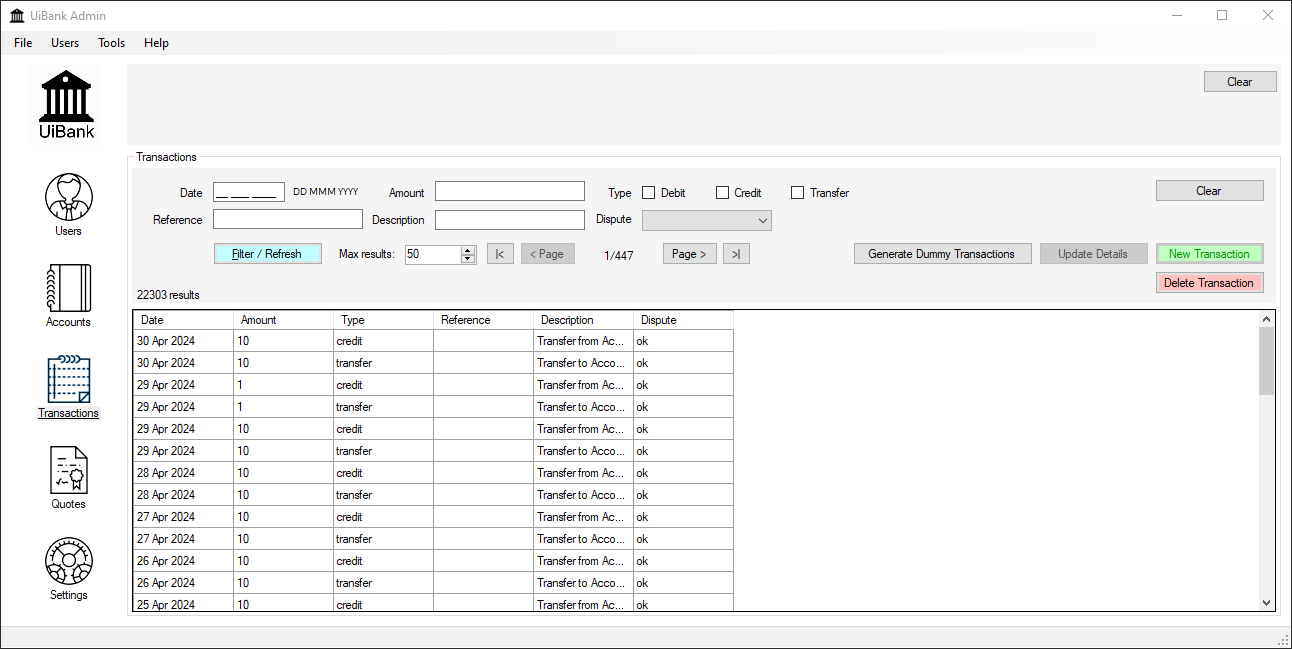 UiBank Admin
File Users Tools Help
UiBank
Clear
Transactions
Date __ ___ ____ DD MMM YYYY Amount Type Debit Credit Transfer Clear
Reference Description Dispute
Filter / Refresh Max results: 50 |< < Page 1/447 Page > >| Generate Dummy Transactions Update Details New Transaction
Delete Transaction
22303 results
Users
Accounts
Transactions
Quotes
Settings
Date Amount Type Reference Description Dispute
30 Apr 2024 10 credit Transfer from Ac... ok
30 Apr 2024 10 transfer Transfer to Acco... ok
29 Apr 2024 1 credit Transfer from Ac... ok
29 Apr 2024 1 transfer Transfer to Acco... ok
29 Apr 2024 10 credit Transfer from Ac... ok
29 Apr 2024 10 transfer Transfer to Acco... ok
28 Apr 2024 10 credit Transfer from Ac... ok
28 Apr 2024 10 transfer Transfer to Acco... ok
27 Apr 2024 10 credit Transfer from Ac... ok
27 Apr 2024 10 transfer Transfer to Acco... ok
26 Apr 2024 10 credit Transfer from Ac... ok
26 Apr 2024 10 transfer Transfer to Acco... ok
25 Apr 2024 10 credit Transfer from Ac... ok